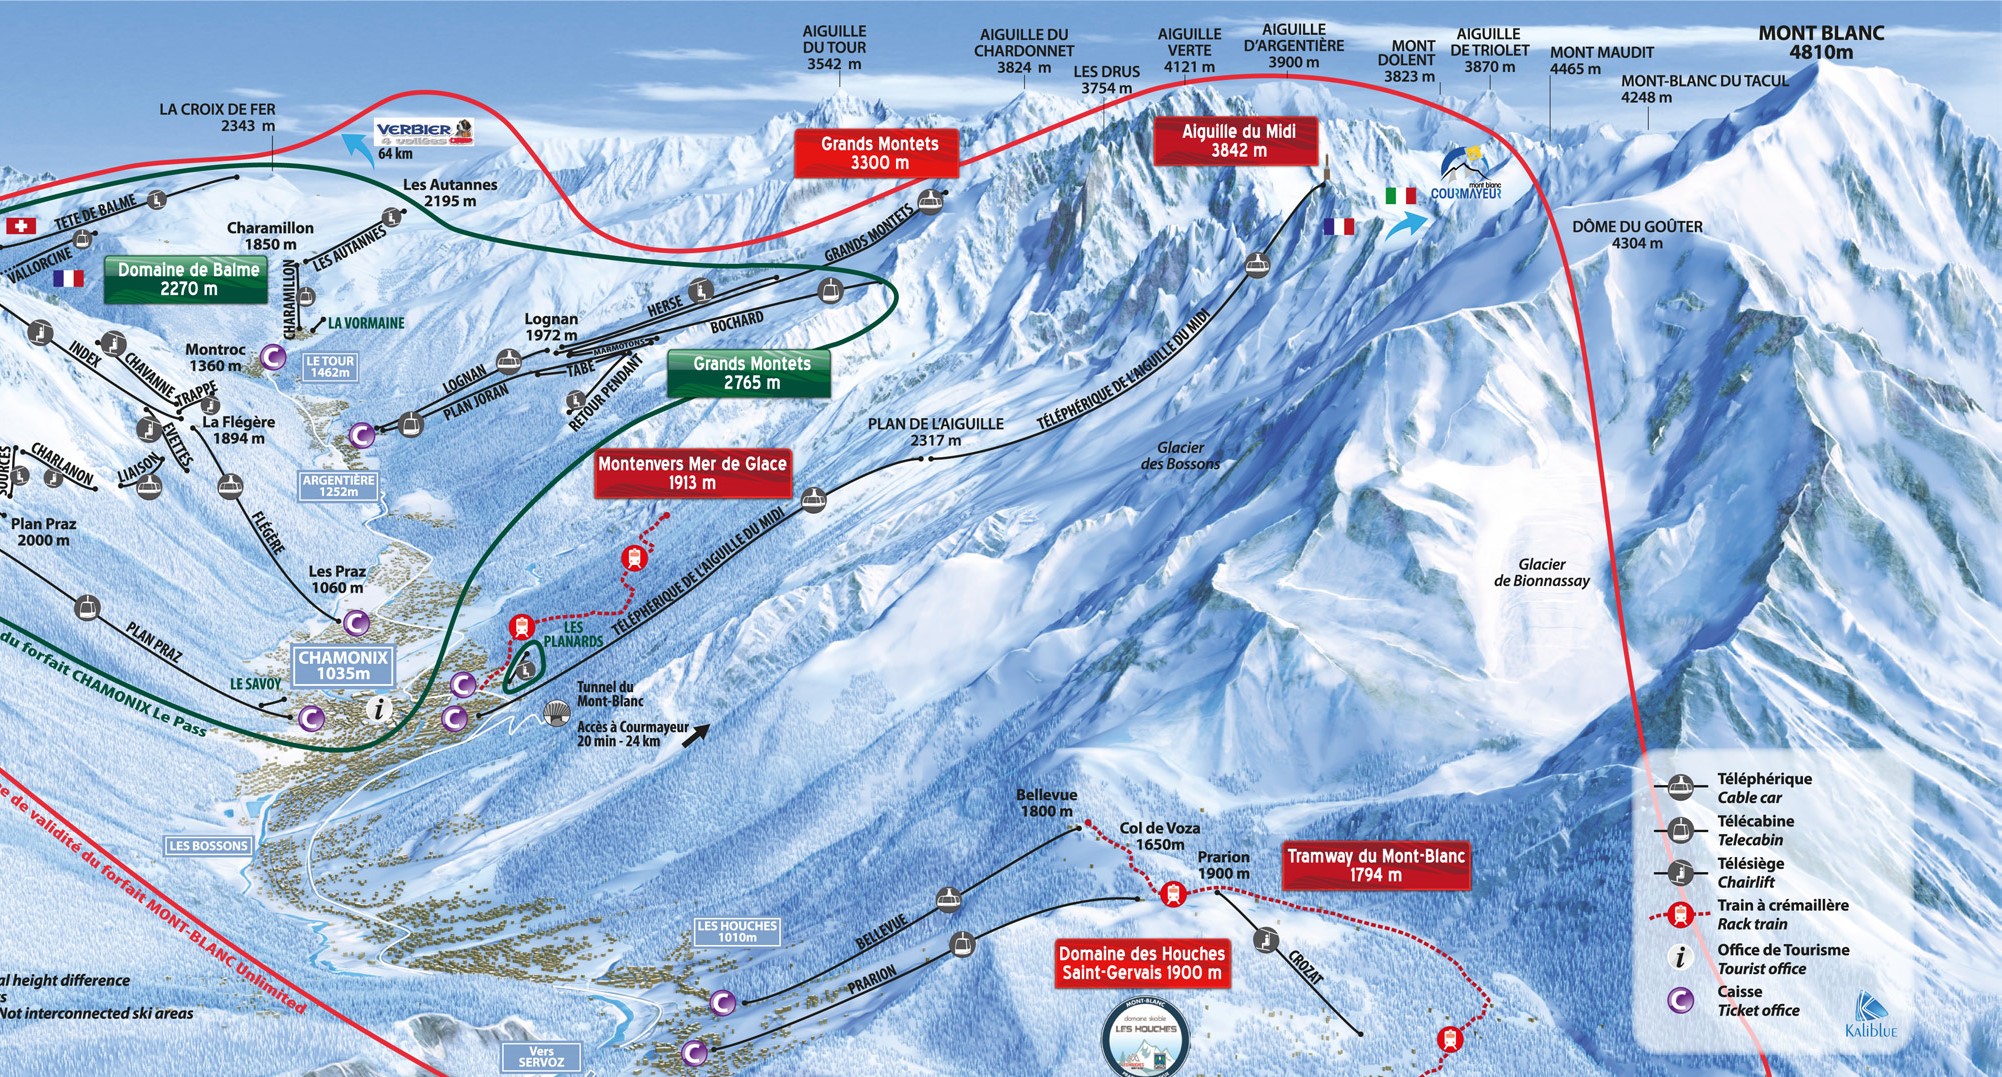 AIGUILLE
DU TOUR
3542 m
AIGUILLE DU
CHARDONNET
3824 m
LES DRUS
3754 m
AIGUILLE
VERTE
4121 m
AIGUILLE
D'ARGENTIÈRE
3900 m
MONT
DOLENT
3823 m
AIGUILLE
DE TRIOLET
3870 m
MONT MAUDIT
4465 m
MONT-BLANC DU TACUL
4248 m
MONT BLANC
4810m
LA CROIX DE FER
2343 m
VERBIER
4 vallées
64 km
Grands Montets
3300 m
Aiguille du Midi
3842 m
mont blanc
COURMAYEUR
DÔME DU GOÛTER
4304 m
TETE DE BALME
VALLORCINE
Les Autannes
2195 m
Charamillon
1850 m
LES AUTANNES
CHARAMILLON
Domaine de Balme
2270 m
LA VORMAINE
GRANDS MONTETS
HERSE
BOCHARD
Lognan
1972 m
MARMOTONS
TABE
RETOUR PENDANT
LOGNAN
PLAN JORAN
Grands Montets
2765 m
Montroc
1360 m
LE TOUR
1462m
INDEX
CHAVANNE
TRAPPE
La Flégère
1894 m
EVETTES
LIAISON
CHARLANON
SOURCES
ARGENTIÈRE
1252m
PLAN DE L'AIGUILLE
2317 m
TÉLÉPHÉRIQUE DE L'AIGUILLE DU MIDI
Glacier
des Bossons
Montenvers Mer de Glace
1913 m
Plan Praz
2000 m
FLÉGÈRE
Les Praz
1060 m
TÉLÉPHÉRIQUE DE L'AIGUILLE DU MIDI
Glacier
de Bionnassay
PLAN PRAZ
CHAMONIX
1035m
LES
PLANARDS
LE SAVOY
i
C
C
C
C
C
C
Tunnel du
Mont-Blanc
Accès à Courmayeur
20 min - 24 km
du forfait CHAMONIX Le Pass
e de validité du forfait MONT-BLANC Unlimited
LES BOSSONS
Bellevue
1800 m
Col de Voza
1650m
Prarion
1900 m
Tramway du Mont-Blanc
1794 m
LES HOUCHES
1010m
BELLEVUE
PRARION
CROZAT
Domaine des Houches
Saint-Gervais 1900 m
C
C
MONT-BLANC
domaine skiable
LES HOUCHES
Vers
SERVOZ
al height difference
s
Not interconnected ski areas
Téléphérique
Cable car
Télécabine
Telecabin
Télésiège
Chairlift
Train à crémaillère
Rack train
i
Office de Tourisme
Tourist office
C
Caisse
Ticket office
KALIBLUE